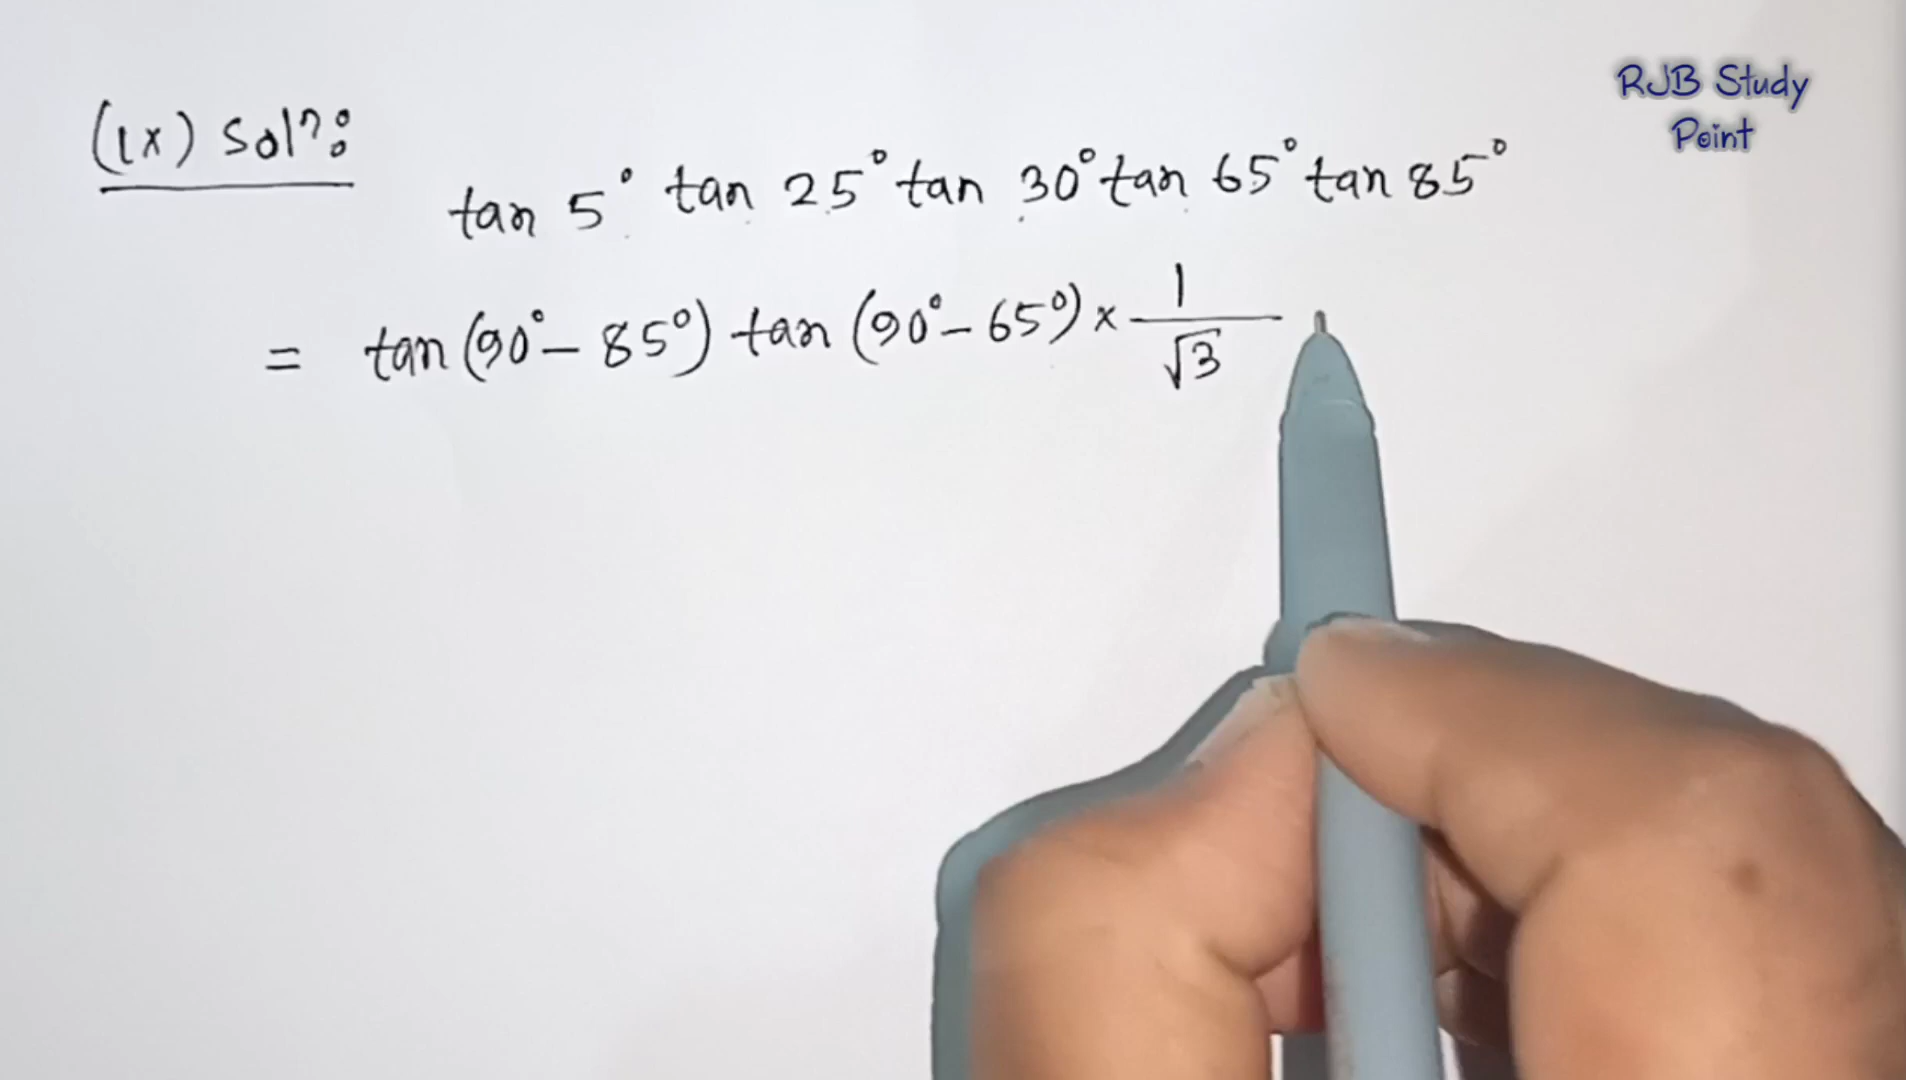 RJB Study
Point
(ix) Solⁿ:
tan 5° tan 25° tan 30° tan 65° tan 85°
= tan (90° – 85°) tan (90° – 65°) × 1/√3